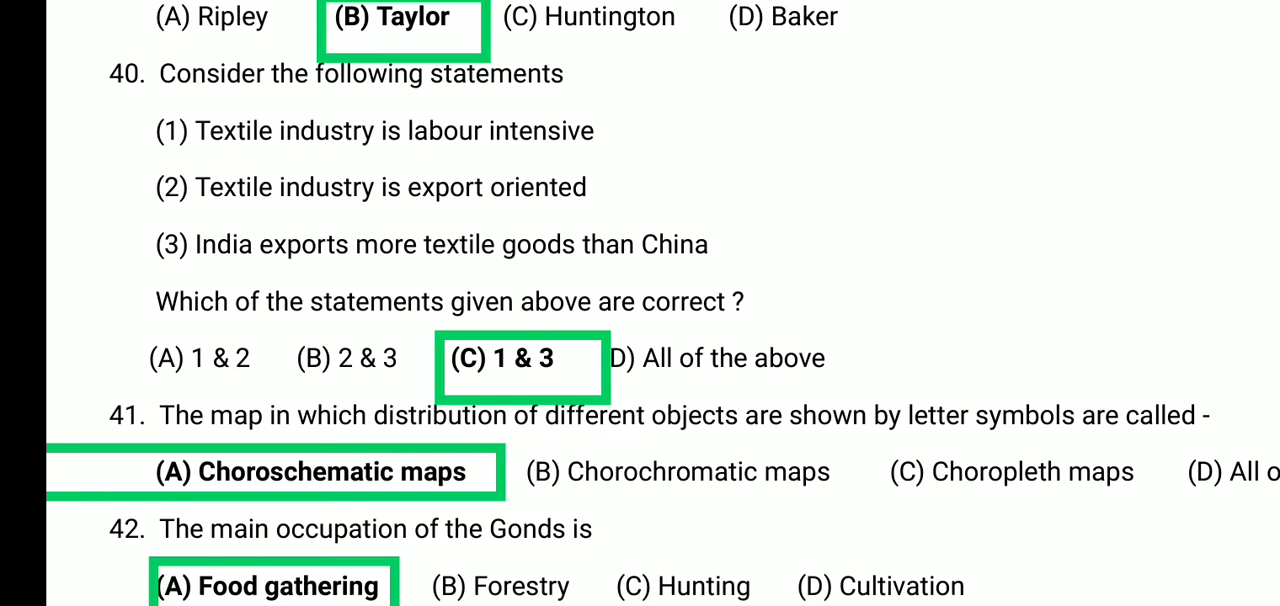 (A) Ripley (B) Taylor (C) Huntington (D) Baker
40. Consider the following statements
(1) Textile industry is labour intensive
(2) Textile industry is export oriented
(3) India exports more textile goods than China
Which of the statements given above are correct ?
(A) 1 & 2 (B) 2 & 3 (C) 1 & 3 D) All of the above
41. The map in which distribution of different objects are shown by letter symbols are called -
(A) Choroschematic maps (B) Chorochromatic maps (C) Choropleth maps (D) All
42. The main occupation of the Gonds is
(A) Food gathering (B) Forestry (C) Hunting (D) Cultivation